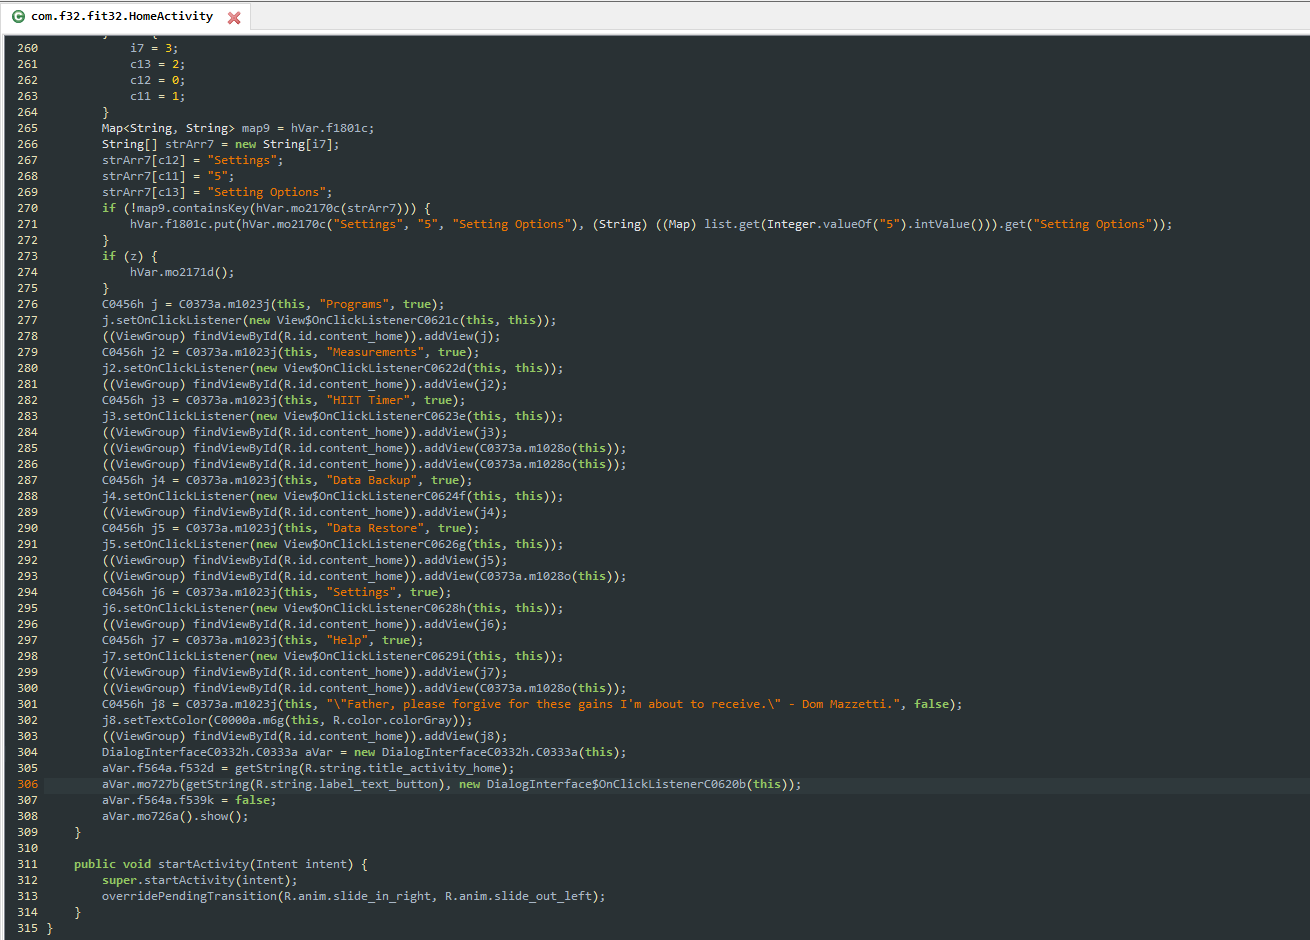 com.f32.fit32.HomeActivity
260 i7 = 3;
261 c13 = 2;
262 c12 = 0;
263 c11 = 1;
264 }
265 Map<String, String> map9 = hVar.f1801c;
266 String[] strArr7 = new String[i7];
267 strArr7[c12] = "Settings";
268 strArr7[c11] = "5";
269 strArr7[c13] = "Setting Options";
270 if (!map9.containsKey(hVar.mo2170c(strArr7))) {
271 hVar.f1801c.put(hVar.mo2170c("Settings", "5", "Setting Options"), (String) ((Map) list.get(Integer.valueOf("5").intValue())).get("Setting Options"));
272 }
273 if (z) {
274 hVar.mo2171d();
275 }
276 C0456h j = C0373a.m1023j(this, "Programs", true);
277 j.setOnClickListener(new View$OnClickListenerC0621c(this, this));
278 ((ViewGroup) findViewById(R.id.content_home)).addView(j);
279 C0456h j2 = C0373a.m1023j(this, "Measurements", true);
280 j2.setOnClickListener(new View$OnClickListenerC0622d(this, this));
281 ((ViewGroup) findViewById(R.id.content_home)).addView(j2);
282 C0456h j3 = C0373a.m1023j(this, "HIIT Timer", true);
283 j3.setOnClickListener(new View$OnClickListenerC0623e(this, this));
284 ((ViewGroup) findViewById(R.id.content_home)).addView(j3);
285 ((ViewGroup) findViewById(R.id.content_home)).addView(C0373a.m1028o(this));
286 ((ViewGroup) findViewById(R.id.content_home)).addView(C0373a.m1028o(this));
287 C0456h j4 = C0373a.m1023j(this, "Data Backup", true);
288 j4.setOnClickListener(new View$OnClickListenerC0624f(this, this));
289 ((ViewGroup) findViewById(R.id.content_home)).addView(j4);
290 C0456h j5 = C0373a.m1023j(this, "Data Restore", true);
291 j5.setOnClickListener(new View$OnClickListenerC0626g(this, this));
292 ((ViewGroup) findViewById(R.id.content_home)).addView(j5);
293 ((ViewGroup) findViewById(R.id.content_home)).addView(C0373a.m1028o(this));
294 C0456h j6 = C0373a.m1023j(this, "Settings", true);
295 j6.setOnClickListener(new View$OnClickListenerC0628h(this, this));
296 ((ViewGroup) findViewById(R.id.content_home)).addView(j6);
297 C0456h j7 = C0373a.m1023j(this, "Help", true);
298 j7.setOnClickListener(new View$OnClickListenerC0629i(this, this));
299 ((ViewGroup) findViewById(R.id.content_home)).addView(j7);
300 ((ViewGroup) findViewById(R.id.content_home)).addView(C0373a.m1028o(this));
301 C0456h j8 = C0373a.m1023j(this, "\"Father, please forgive for these gains I'm about to receive.\" - Dom Mazzetti.", false);
302 j8.setTextColor(C0000a.m6g(this, R.color.colorGray));
303 ((ViewGroup) findViewById(R.id.content_home)).addView(j8);
304 DialogInterfaceC0332h.C0333a aVar = new DialogInterfaceC0332h.C0333a(this);
305 aVar.f564a.f532d = getString(R.string.title_activity_home);
306 aVar.mo727b(getString(R.string.label_text_button), new DialogInterface$OnClickListenerC0620b(this));
307 aVar.f564a.f539k = false;
308 aVar.mo726a().show();
309 }
310
311 public void startActivity(Intent intent) {
312 super.startActivity(intent);
313 overridePendingTransition(R.anim.slide_in_right, R.anim.slide_out_left);
314 }
315 }